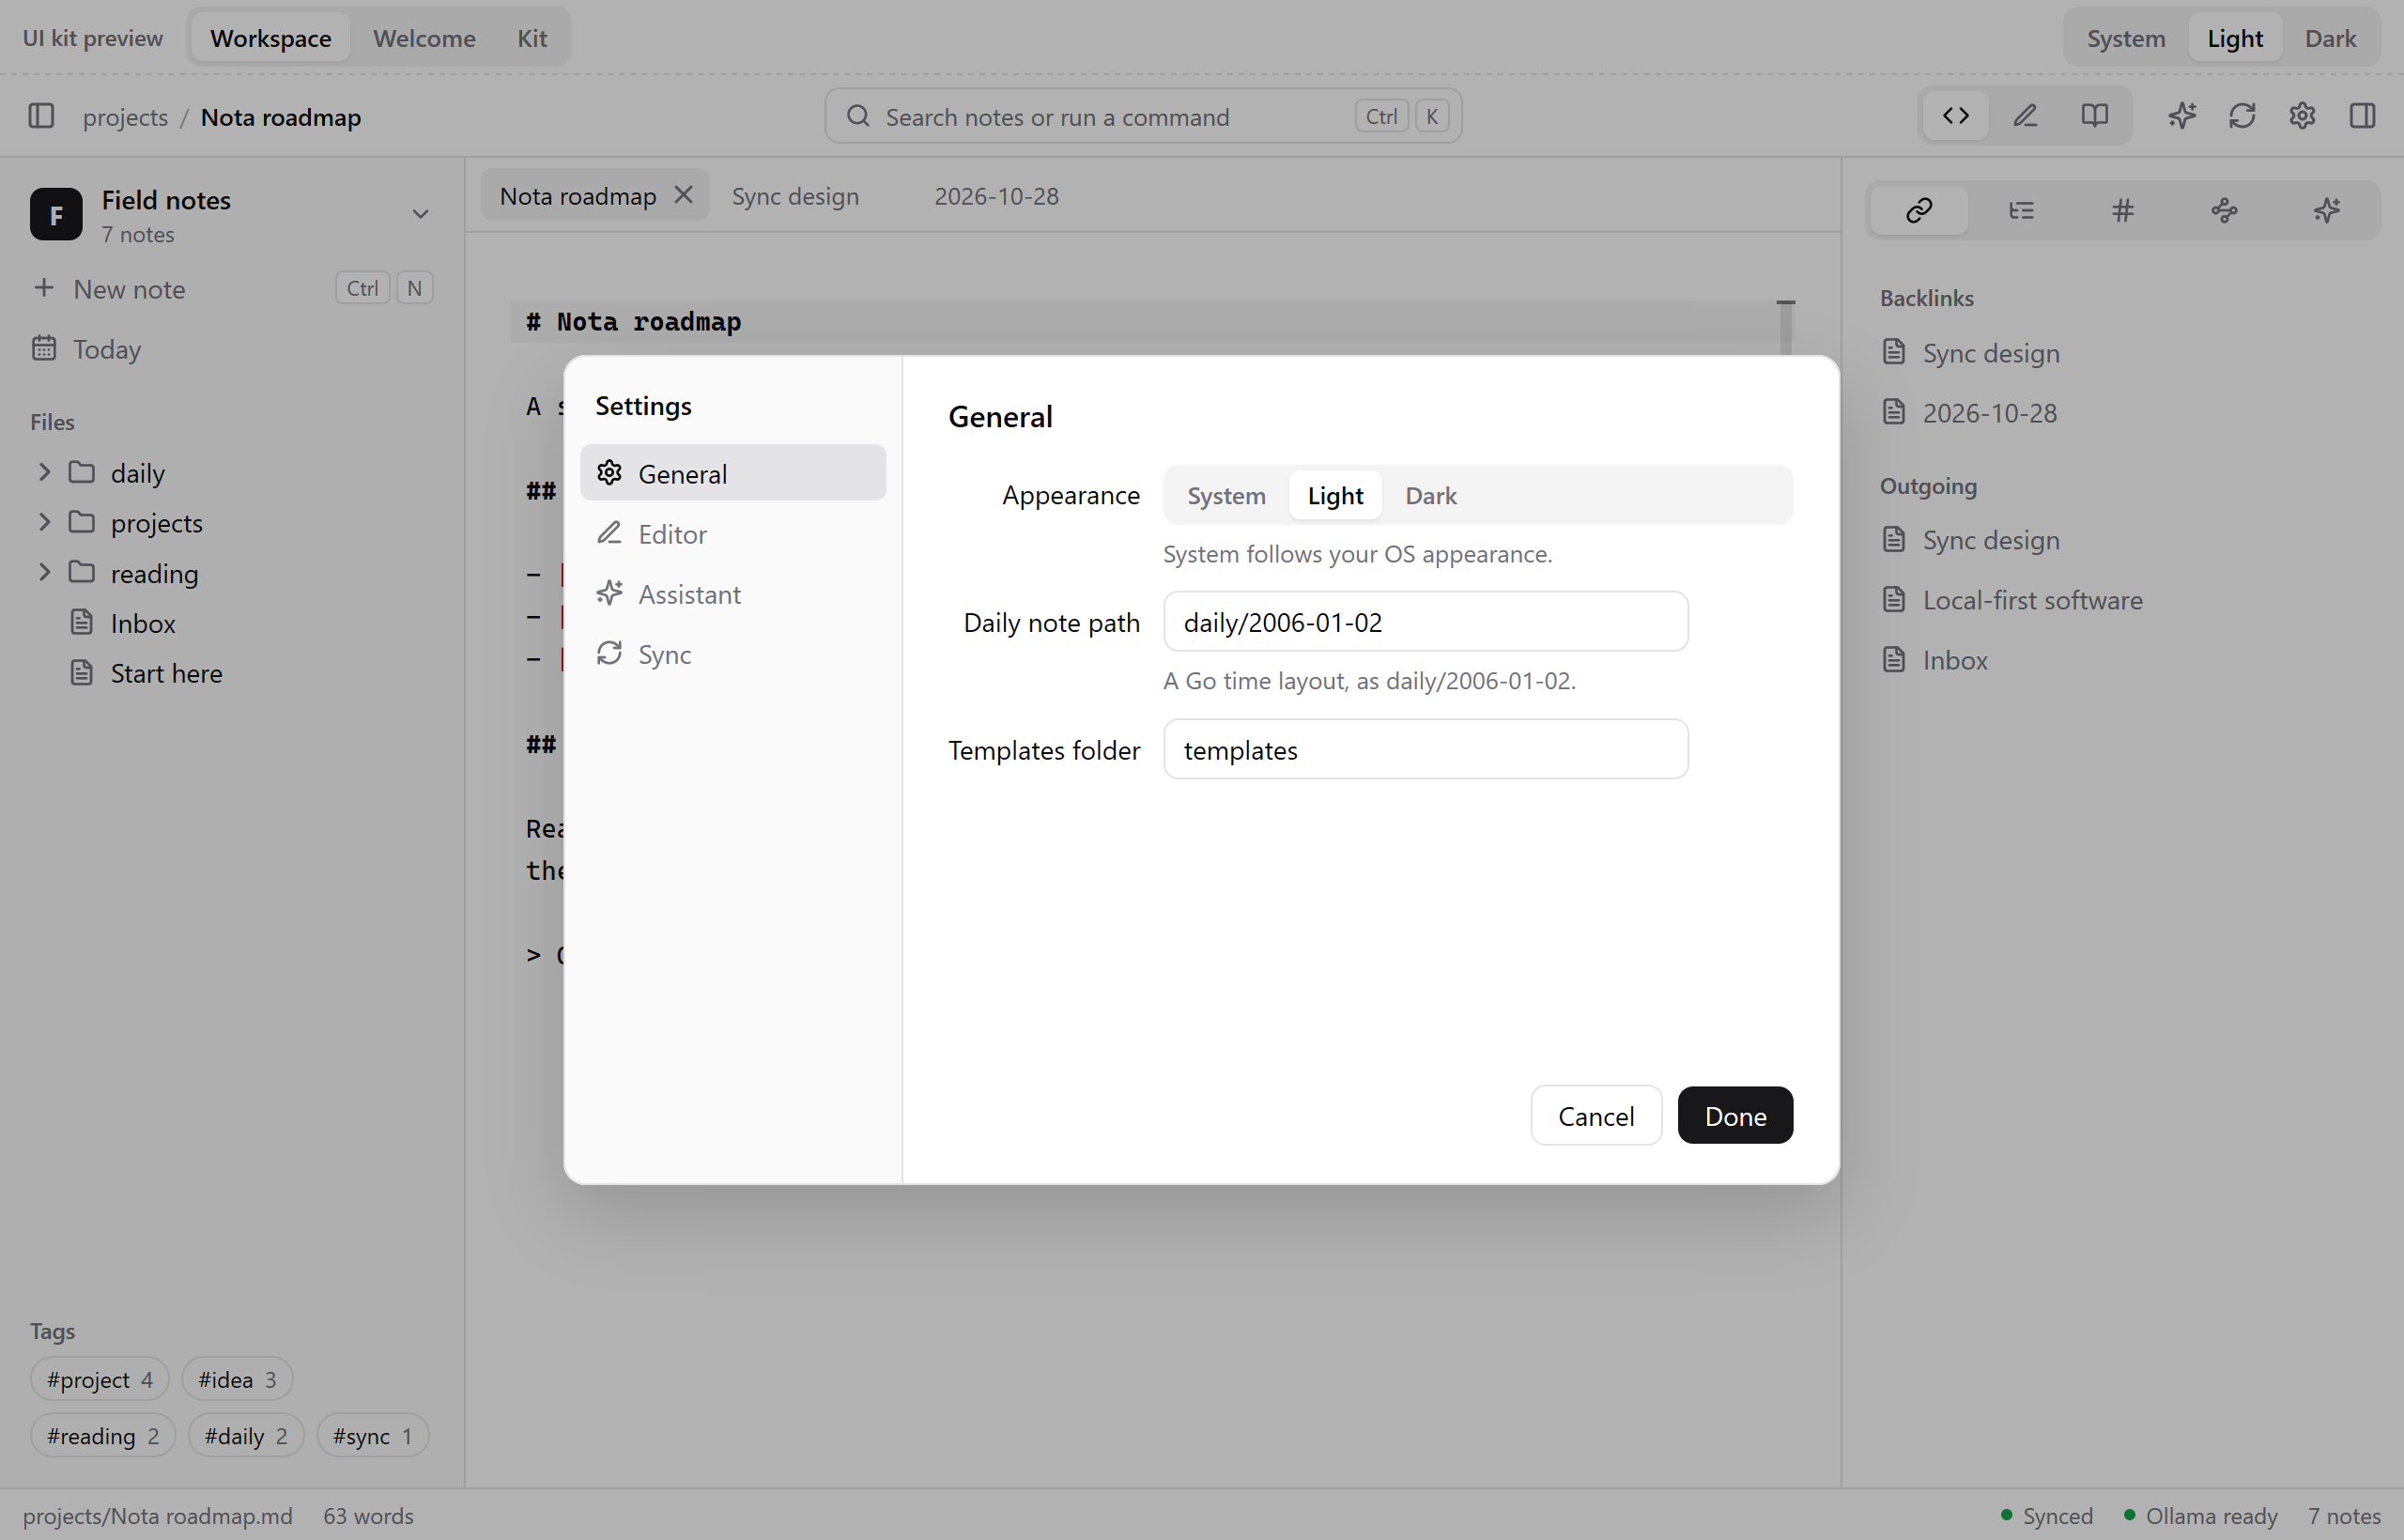 UI kit preview Workspace Welcome Kit System Light Dark
projects / Nota roadmap Search notes or run a command Ctrl K
F Field notes
7 notes
New note Ctrl N
Today
Files
daily
projects
reading
Inbox
Start here
Tags
#project 4 #idea 3
#reading 2 #daily 2 #sync 1
Nota roadmap Sync design 2026-10-28
# Nota roadmap
A
##
-
-
-
##
the
>
Settings
General
Editor
Assistant
Sync
General
Appearance System Light Dark
System follows your OS appearance.
Daily note path daily/2006-01-02
A Go time layout, as daily/2006-01-02.
Templates folder templates
Cancel Done
Backlinks
Sync design
2026-10-28
Outgoing
Sync design
Local-first software
Inbox
projects/Nota roadmap.md 63 words Synced Ollama ready 7 notes